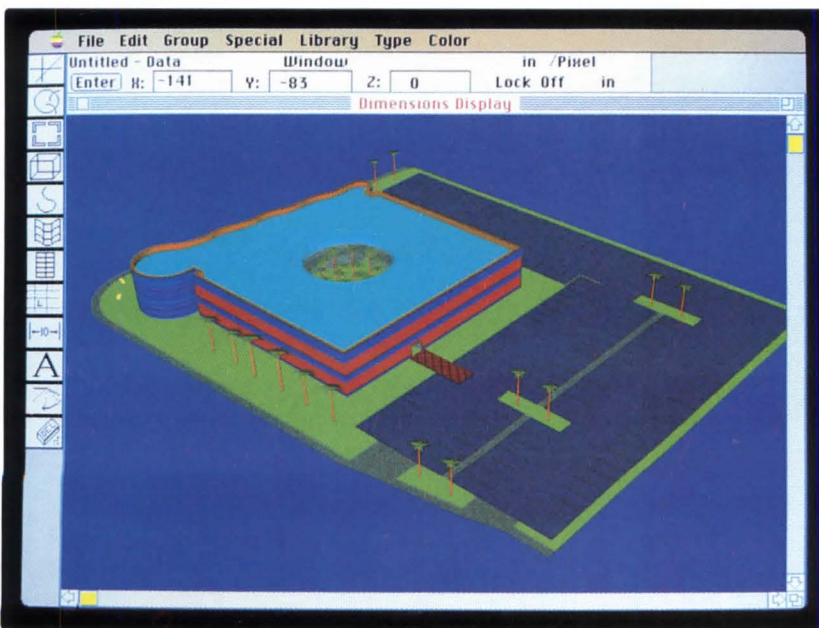 File Edit Group Special Library Type Color
Untitled - Data Window in /Pixel
Enter X: -141 Y: -83 Z: 0 Lock Off in
Dimensions Display
L
10
A